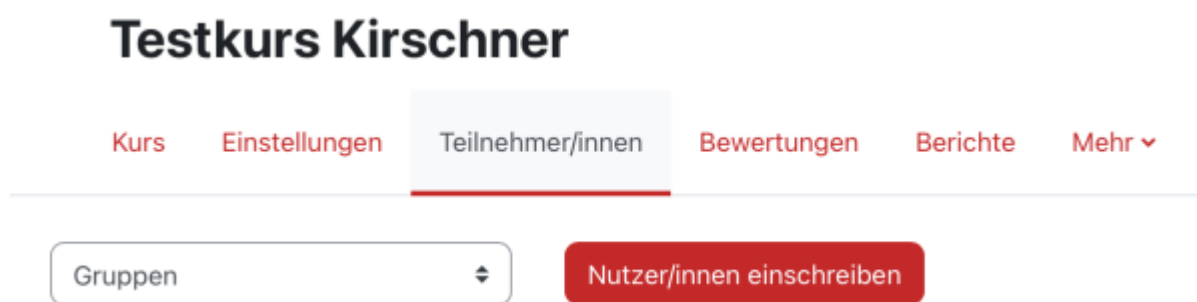 Testkurs Kirschner
Kurs Einstellungen Teilnehmer/innen Bewertungen Berichte Mehr
Gruppen Nutzer/innen einschreiben